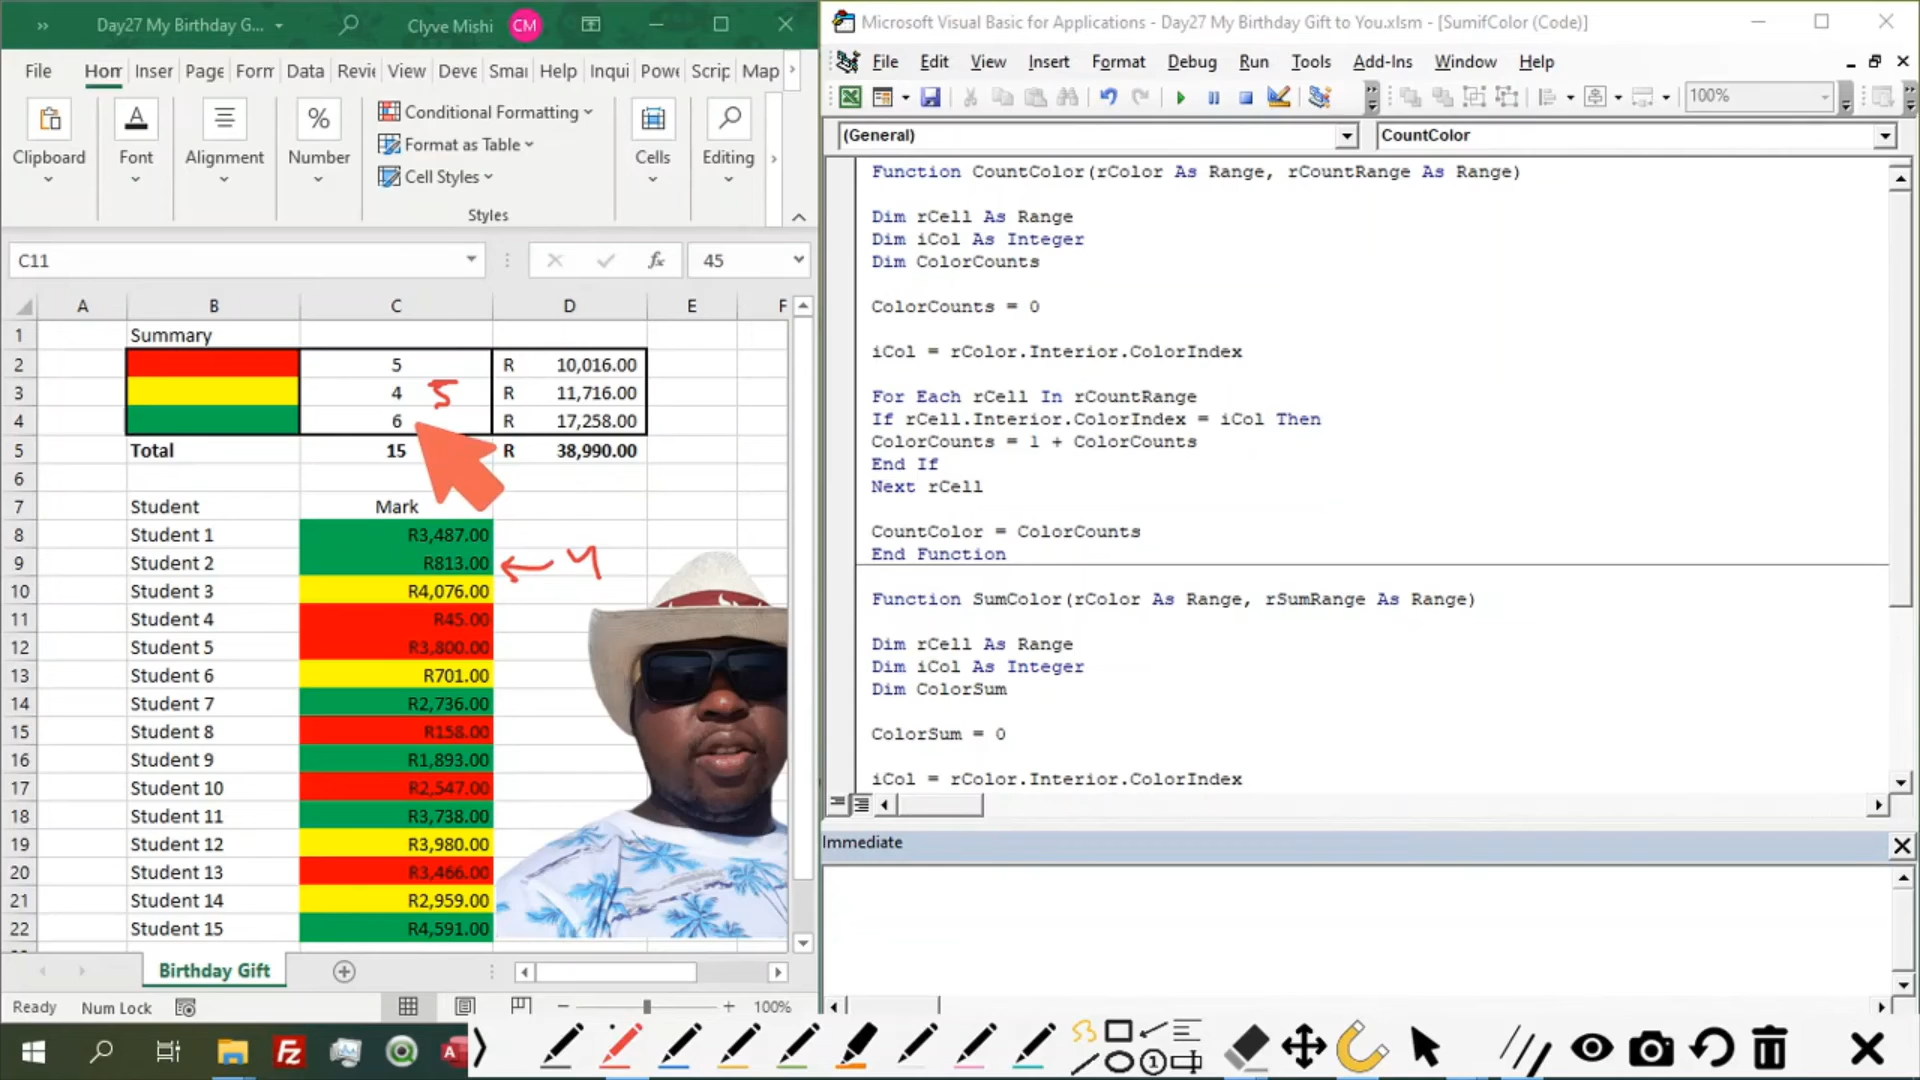 » Day27 My Birthday G... Clyve Mishi CM
File Hom Inser Page Form Data Revie View Deve Smar Help Inqui Powe Scrip Map
Clipboard Font Alignment Number Conditional Formatting Format as Table Cell Styles Cells Editing
Styles
C11 fx 45
A B C D E F
1 Summary
2 5 R 10,016.00
3 4 5 R 11,716.00
4 6 R 17,258.00
5 Total 15 R 38,990.00
6
7 Student Mark
8 Student 1 R3,487.00
9 Student 2 R813.00 ← 4
10 Student 3 R4,076.00
11 Student 4 R45.00
12 Student 5 R3,800.00
13 Student 6 R701.00
14 Student 7 R2,736.00
15 Student 8 R158.00
16 Student 9 R1,893.00
17 Student 10 R2,547.00
18 Student 11 R3,738.00
19 Student 12 R3,980.00
20 Student 13 R3,466.00
21 Student 14 R2,959.00
22 Student 15 R4,591.00
Birthday Gift
Ready Num Lock 100%
Microsoft Visual Basic for Applications - Day27 My Birthday Gift to You.xlsm - [SumifColor (Code)]
File Edit View Insert Format Debug Run Tools Add-Ins Window Help
100%
(General) CountColor
Function CountColor(rColor As Range, rCountRange As Range)
Dim rCell As Range
Dim iCol As Integer
Dim ColorCounts
ColorCounts = 0
iCol = rColor.Interior.ColorIndex
For Each rCell In rCountRange
If rCell.Interior.ColorIndex = iCol Then
ColorCounts = 1 + ColorCounts
End If
Next rCell
CountColor = ColorCounts
End Function
Function SumColor(rColor As Range, rSumRange As Range)
Dim rCell As Range
Dim iCol As Integer
Dim ColorSum
ColorSum = 0
iCol = rColor.Interior.ColorIndex
Immediate